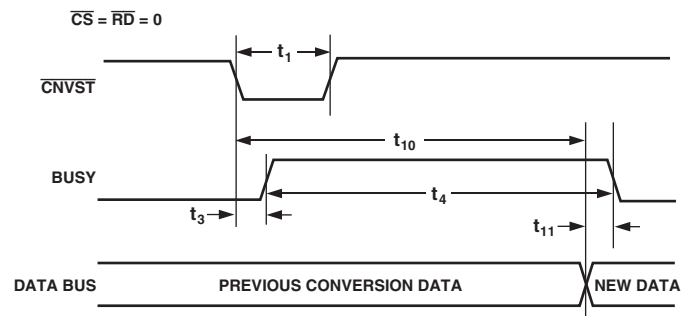 CS = RD = 0
t1
CNVST
t10
BUSY
t4
t3
t11
DATA BUS PREVIOUS CONVERSION DATA NEW DATA